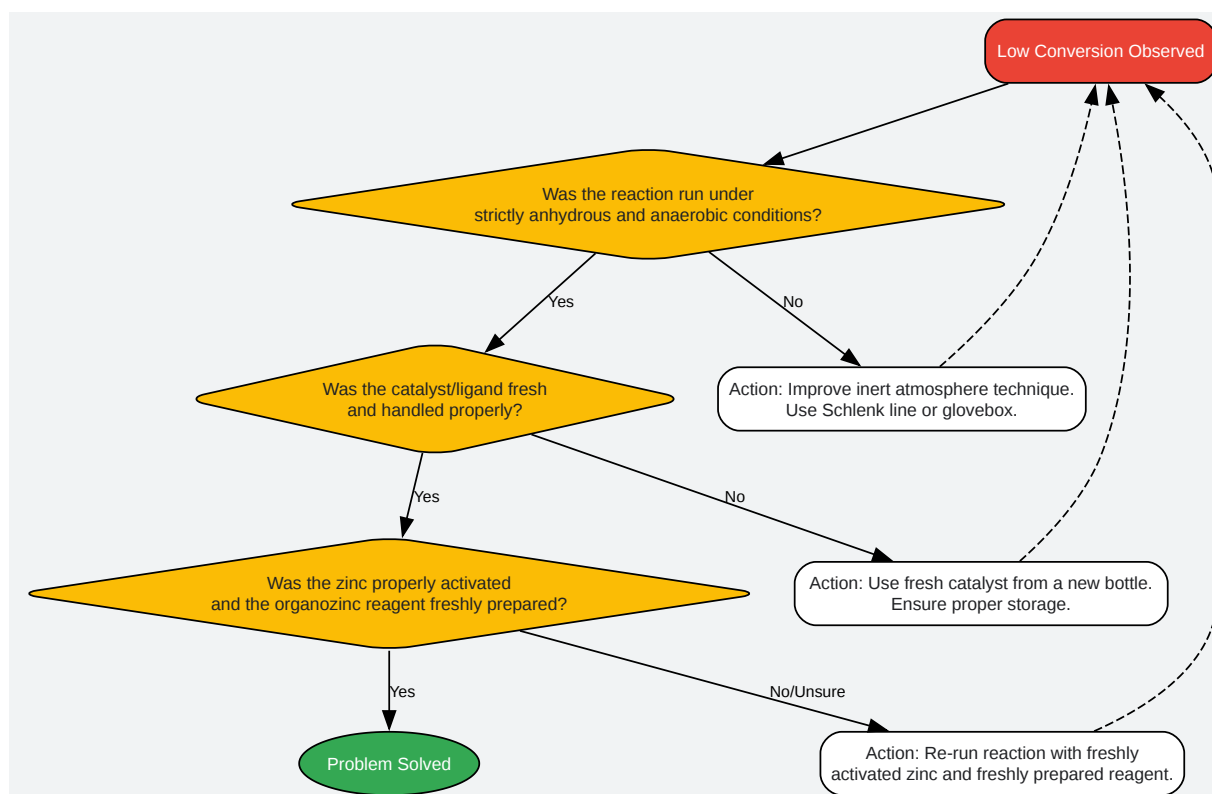 Low Conversion Observed
Was the reaction run under
strictly anhydrous and anaerobic conditions?
Yes
No
Was the catalyst/ligand fresh
and handled properly?
Action: Improve inert atmosphere technique.
Use Schlenk line or glovebox.
Yes
No
Was the zinc properly activated
and the organozinc reagent freshly prepared?
Action: Use fresh catalyst from a new bottle.
Ensure proper storage.
Yes
No/Unsure
Problem Solved
Action: Re-run reaction with freshly
activated zinc and freshly prepared reagent.